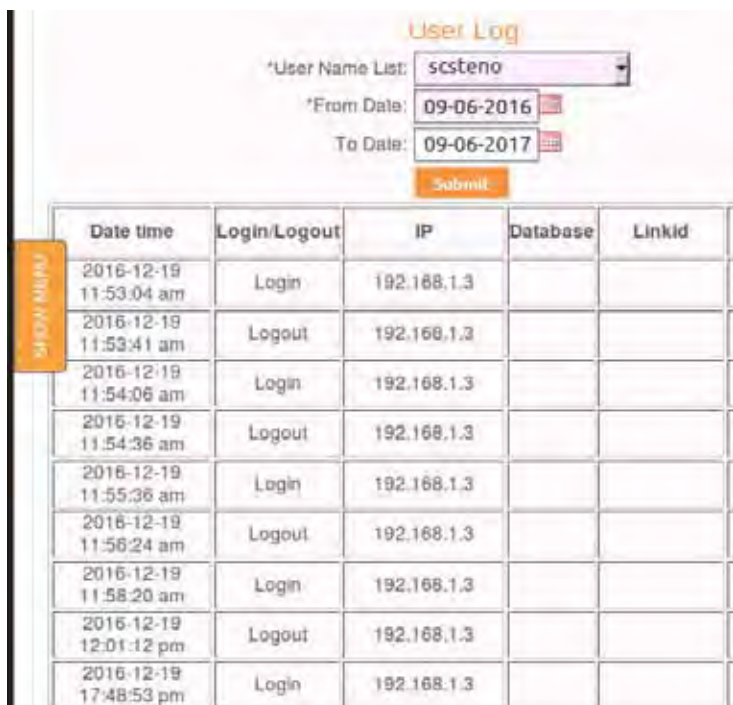 User Log
*User Name List: scsteno
*From Date: 09-06-2016
To Date: 09-06-2017
Submit
Date time Login/Logout IP Database Linkid
SHOW MENU
2016-12-19
11:53:04 am Login 192.168.1.3
2016-12-19
11:53:41 am Logout 192.168.1.3
2016-12-19
11:54:06 am Login 192.168.1.3
2016-12-19
11:54:36 am Logout 192.168.1.3
2016-12-19
11:55:36 am Login 192.168.1.3
2016-12-19
11:56:24 am Logout 192.168.1.3
2016-12-19
11:58:20 am Login 192.168.1.3
2016-12-19
12:01:12 pm Logout 192.168.1.3
2016-12-19
17:48:53 pm Login 192.168.1.3